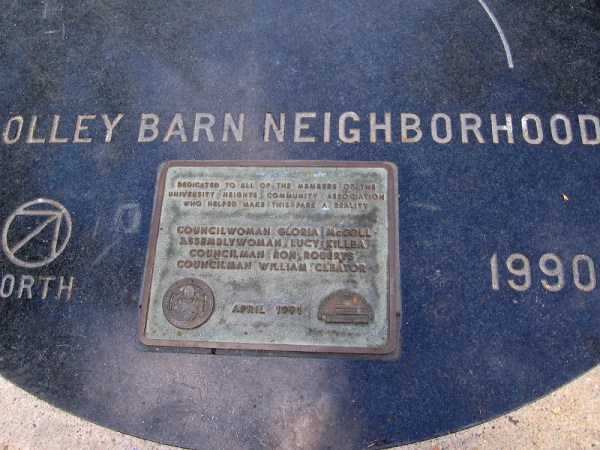 OLLEY BARN NEIGHBORHOOD
DEDICATED TO ALL OF THE MEMBERS OF THE
UNIVERSITY HEIGHTS COMMUNITY ASSOCIATION
WHO HELPED MAKE THIS PARK A REALITY
COUNCILWOMAN GLORIA McCOLL
ASSEMBLYWOMAN LUCY KILLEA
COUNCILMAN RON ROBERTS
COUNCILMAN WILLIAM CLEATOR
APRIL 1991
ORTH
1990